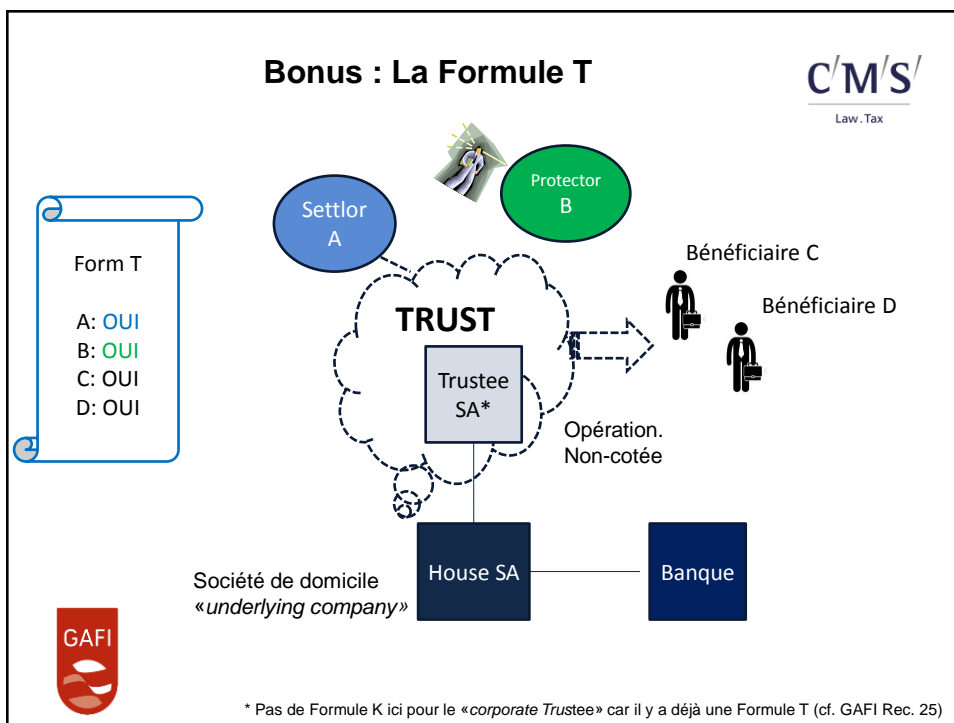 Bonus : La Formule T
C'M'S'
Law.Tax
Protector
B
Settlor
A
Form T
A: OUI
B: OUI
C: OUI
D: OUI
Bénéficiaire C
Bénéficiaire D
TRUST
Trustee
SA*
Opération.
Non-cotée
House SA
Banque
Société de domicile
«underlying company»
GAFI
* Pas de Formule K ici pour le «corporate Trustee» car il y a déjà une Formule T (cf. GAFI Rec. 25)